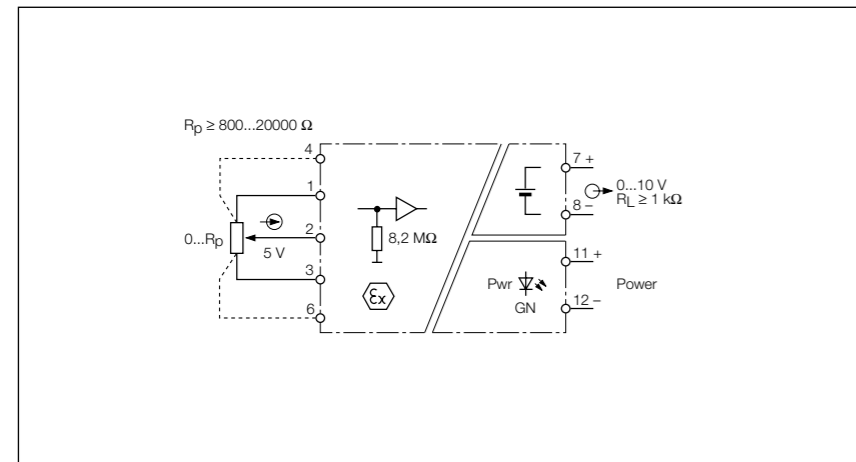 Rp ≥ 800...20000 Ω
4
1
2
3
6
0...Rp
5 V
8,2 MΩ
εx
7 +
8 –
0...10 V
RL ≥ 1 kΩ
11 +
12 –
Pwr
GN
Power